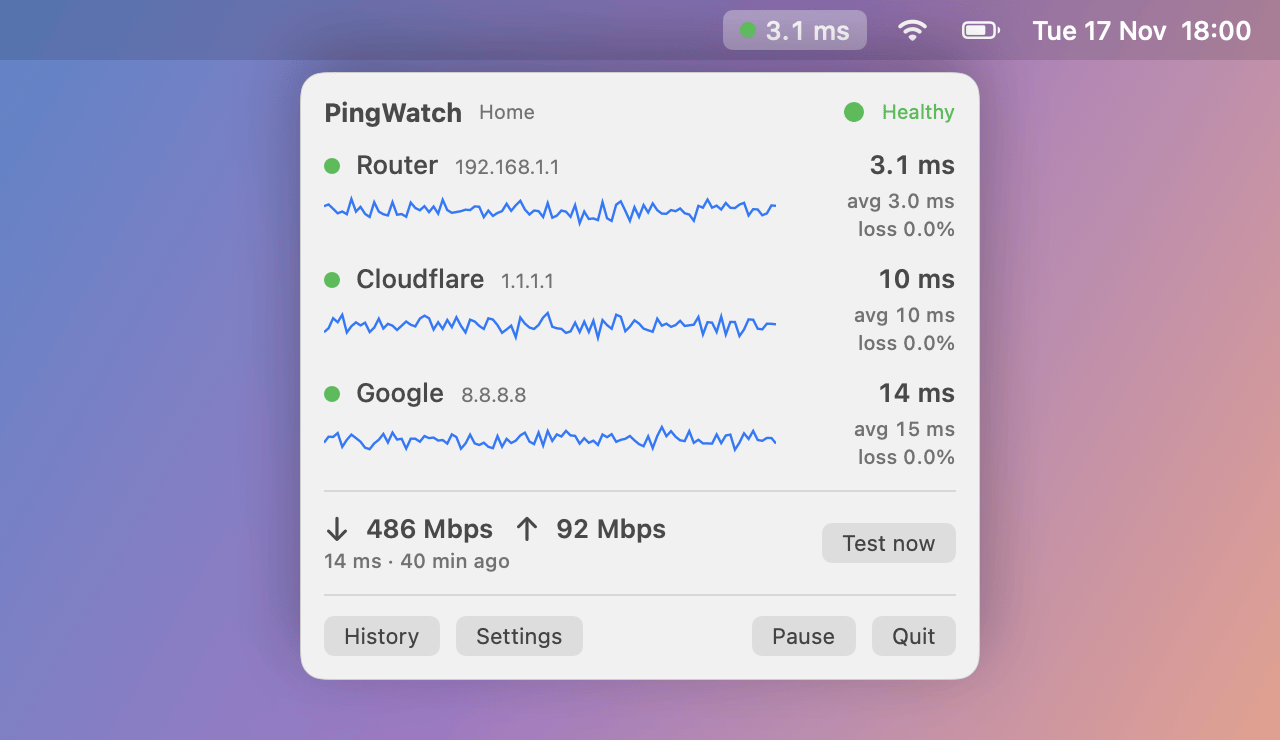 3.1 ms Tue 17 Nov 18:00
PingWatch Home Healthy
Router 192.168.1.1 3.1 ms
avg 3.0 ms
loss 0.0%
Cloudflare 1.1.1.1 10 ms
avg 10 ms
loss 0.0%
Google 8.8.8.8 14 ms
avg 15 ms
loss 0.0%
↓ 486 Mbps ↑ 92 Mbps
14 ms · 40 min ago
Test now
History Settings Pause Quit